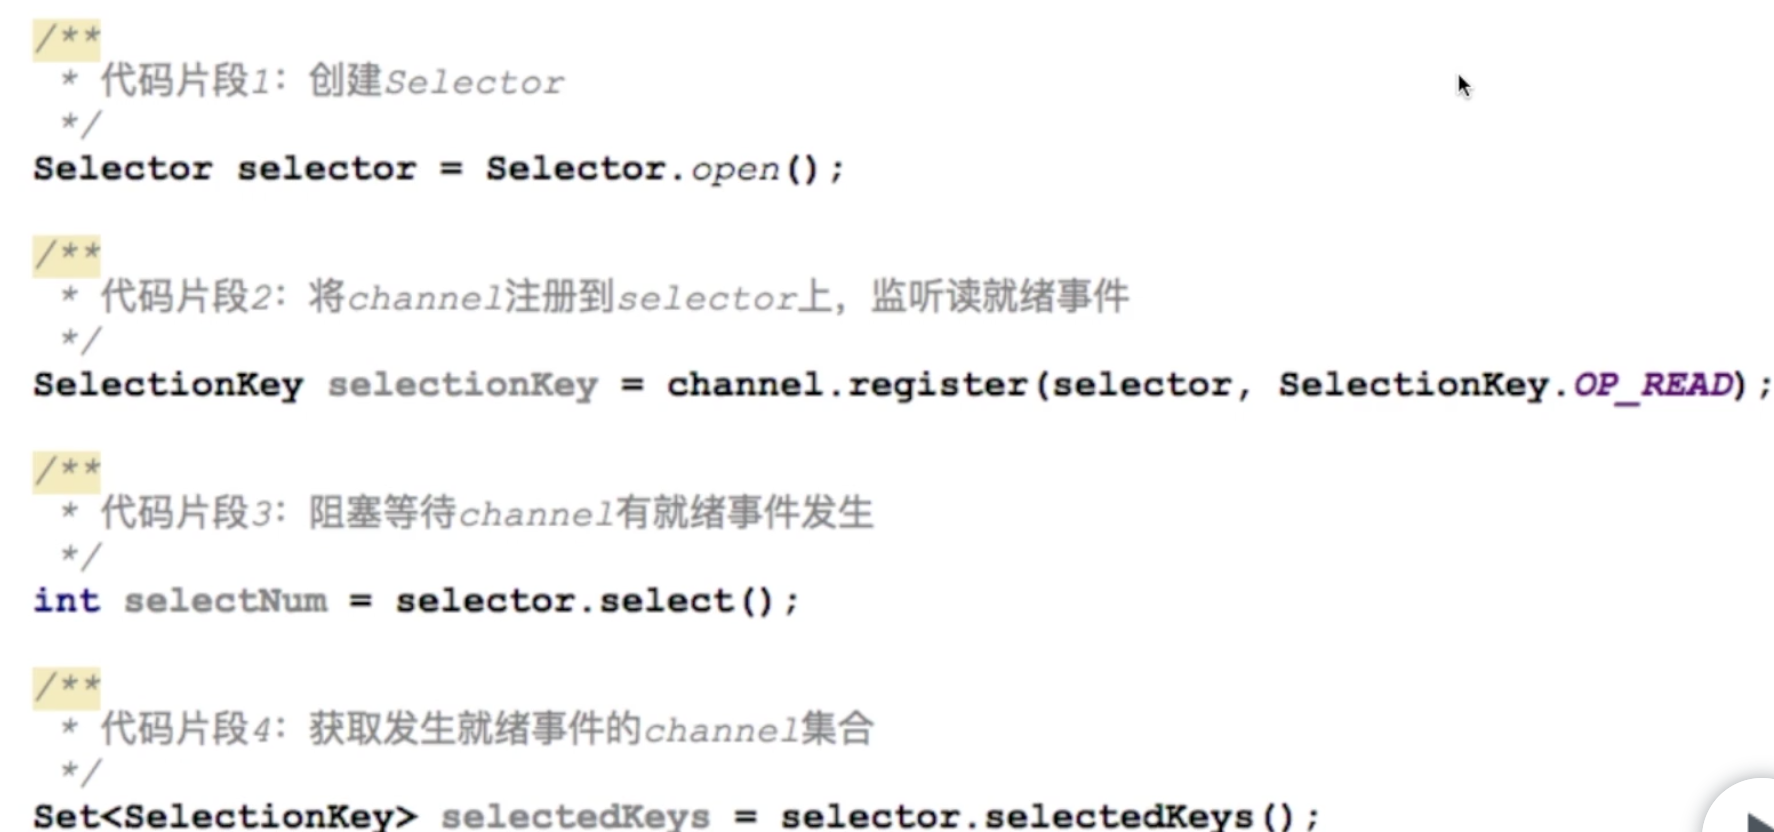 /**
 * 代码片段1：创建Selector
 */
Selector selector = Selector.open();
/**
 * 代码片段2：将channel注册到selector上，监听读就绪事件
 */
SelectionKey selectionKey = channel.register(selector, SelectionKey.OP_READ);
/**
 * 代码片段3：阻塞等待channel有就绪事件发生
 */
int selectNum = selector.select();
/**
 * 代码片段4：获取发生就绪事件的channel集合
 */
Set<SelectionKey> selectedKeys = selector.selectedKeys();